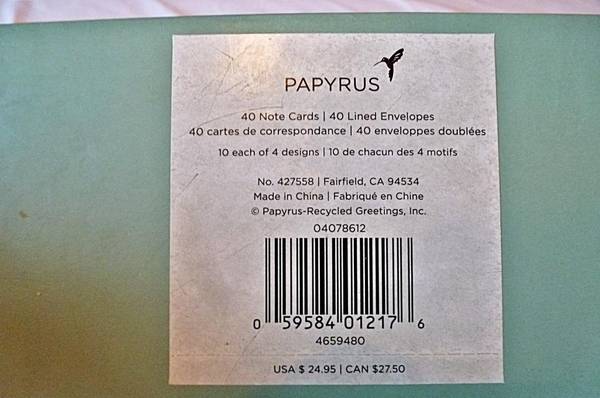 PAPYRUS
40 Note Cards | 40 Lined Envelopes
40 cartes de correspondance | 40 enveloppes doublées
10 each of 4 designs | 10 de chacun des 4 motifs
No. 427558 | Fairfield, CA 94534
Made in China | Fabriqué en Chine
© Papyrus-Recycled Greetings, Inc.
04078612
0 59584 01217 6
4659480
USA $ 24.95 | CAN $27.50